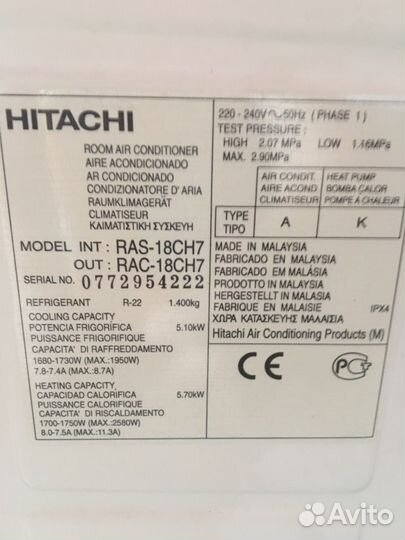 HITACHI
ROOM AIR CONDITIONER
AIRE ACONDICIONADO
AR CONDICIONADO
CONDIZIONATORE D' ARIA
RAUMKLIMAGERÄT
CLIMATISEUR
ΚΛΙΜΑΤΙΣΤΙΚΗ ΣΥΣΚΕΥΗ
MODEL INT : RAS-18CH7
OUT : RAC-18CH7
SERIAL NO. 0772954222
REFRIGERANT R-22 1.400kg
COOLING CAPACITY
POTENCIA FRIGORÍFICA 5.10kW
PUISSANCE FRIGORIFIQUE
CAPACITA' DI RAFFREDDAMENTO
1680-1730W (MAX.:1950W)
7.8-7.4A (MAX.:8.7A)
HEATING CAPACITY
CAPACIDAD CALORIFICA 5.70kW
PUISSANCE CALORIFIQUE
CAPACITA' DI RISCALDAMENTO
1700-1750W (MAX.:2580W)
8.0-7.5A (MAX.:11.3A)
220 - 240V ~ 50Hz (PHASE 1)
TEST PRESSURE :
HIGH 2.07 MPa LOW 1.16MPa
MAX. 2.90MPa
AIR CONDIT. HEAT PUMP
AIRE ACOND. BOMBA CALOR
CLIMATISEUR POMPE A CHALEUR
TYPE TIPO A K
MADE IN MALAYSIA
FABRICADO EN MALASIA
FABRICADO EM MALÁSIA
PRODOTTO IN MALAYSIA
HERGESTELLT IN MALAYSIA
FABRIQUE EN MALAISIE IPX4
ΧΩΡΑ ΚΑΤΑΣΚΕΥΗΣ ΜΑΛΑΙΣΙΑ
Hitachi Air Conditioning Products (M)
CE
Avito